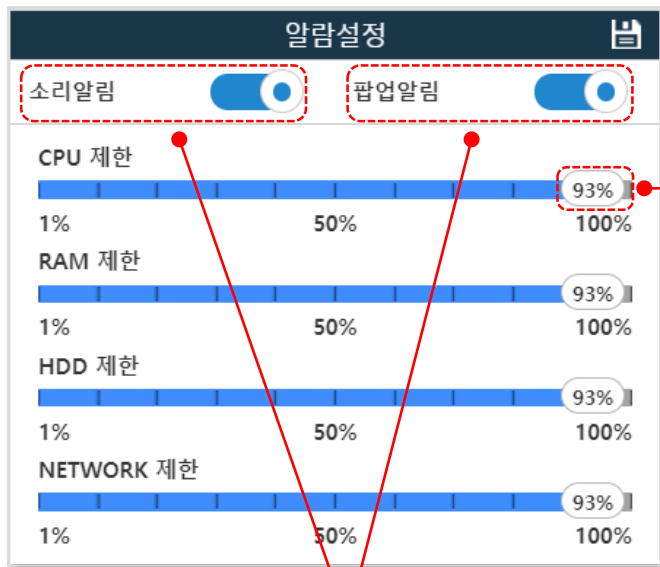 알람설정
소리알림 팝업알림
CPU 제한
93%
1% 50% 100%
RAM 제한
93%
1% 50% 100%
HDD 제한
93%
1% 50% 100%
NETWORK 제한
93%
1% 50% 100%